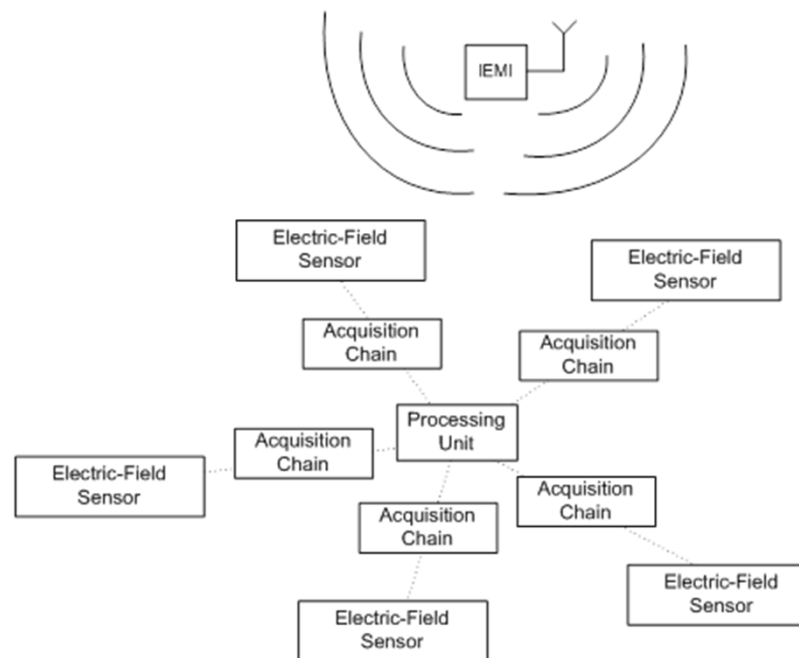 IEMI
Electric-Field
Sensor
Electric-Field
Sensor
Acquisition
Chain
Acquisition
Chain
Processing
Unit
Acquisition
Chain
Electric-Field
Sensor
Acquisition
Chain
Acquisition
Chain
Electric-Field
Sensor
Electric-Field
Sensor